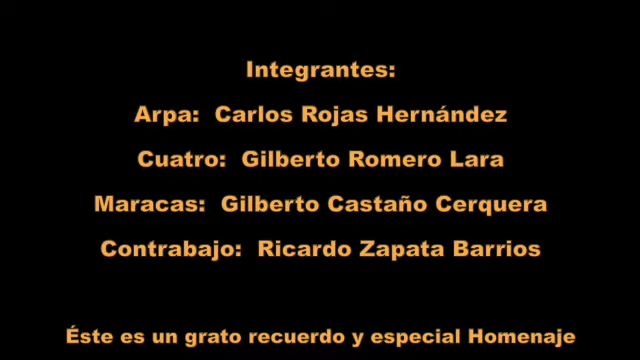 Integrantes:
Arpa:  Carlos Rojas Hernández
Cuatro:  Gilberto Romero Lara
Maracas:  Gilberto Castaño Cerquera
Contrabajo:  Ricardo Zapata Barrios
Éste es un grato recuerdo y especial Homenaje